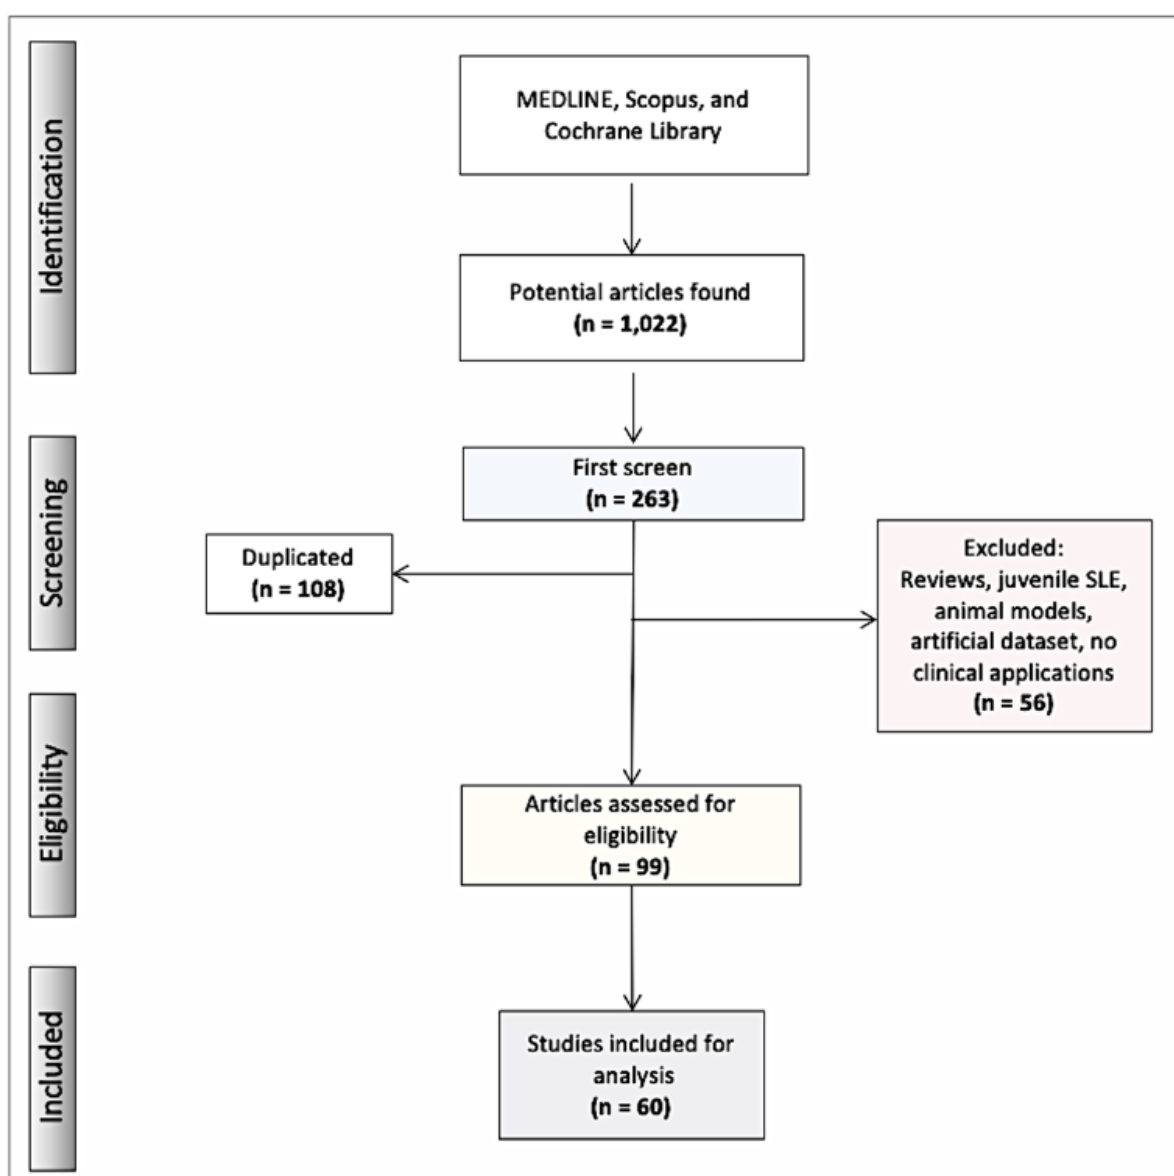 Identification
MEDLINE, Scopus, and
Cochrane Library
Potential articles found
(n = 1,022)
Screening
First screen
(n = 263)
Duplicated
(n = 108)
Excluded:
Reviews, juvenile SLE,
animal models,
artificial dataset, no
clinical applications
(n = 56)
Eligibility
Articles assessed for
eligibility
(n = 99)
Included
Studies included for
analysis
(n = 60)